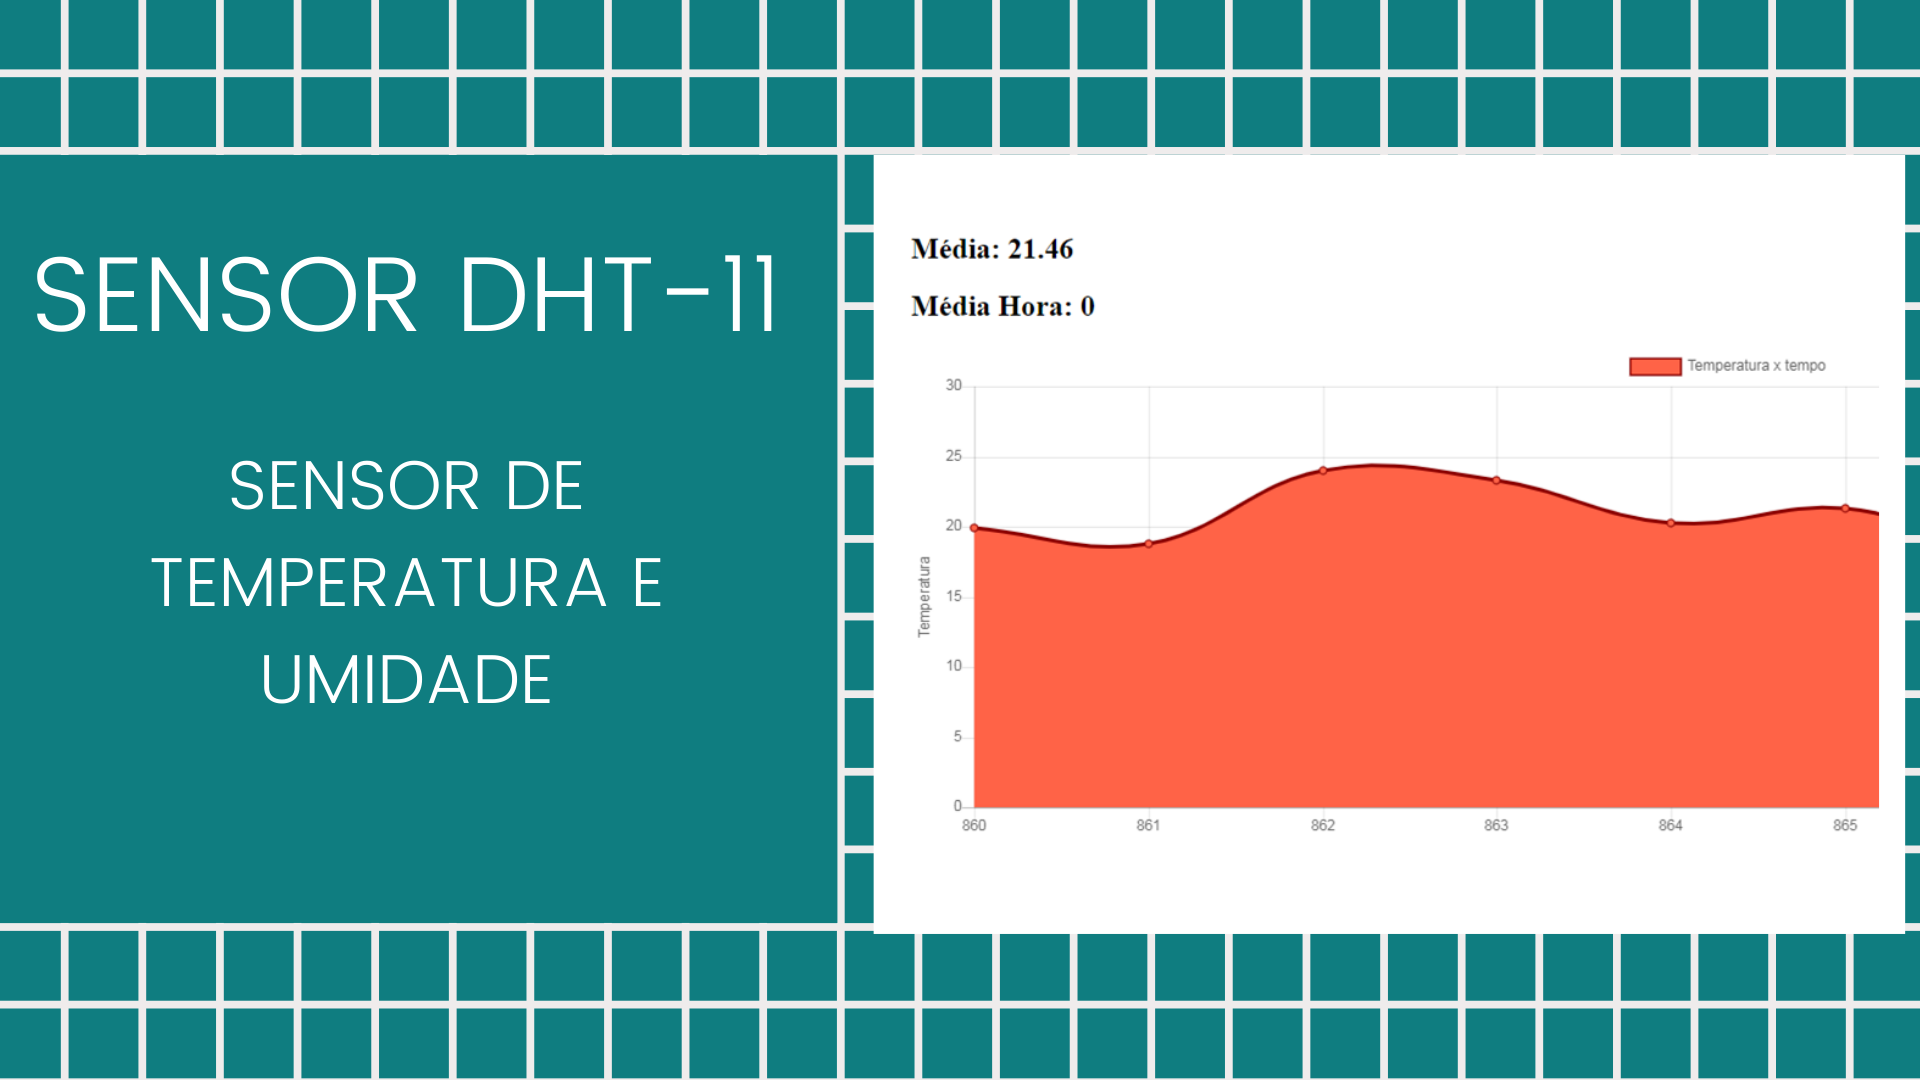 SENSOR DHT-11
SENSOR DE
TEMPERATURA E
UMIDADE
Média: 21.46
Média Hora: 0
Temperatura x tempo
30
25
20
15
10
5
0
Temperatura
860 861 862 863 864 865